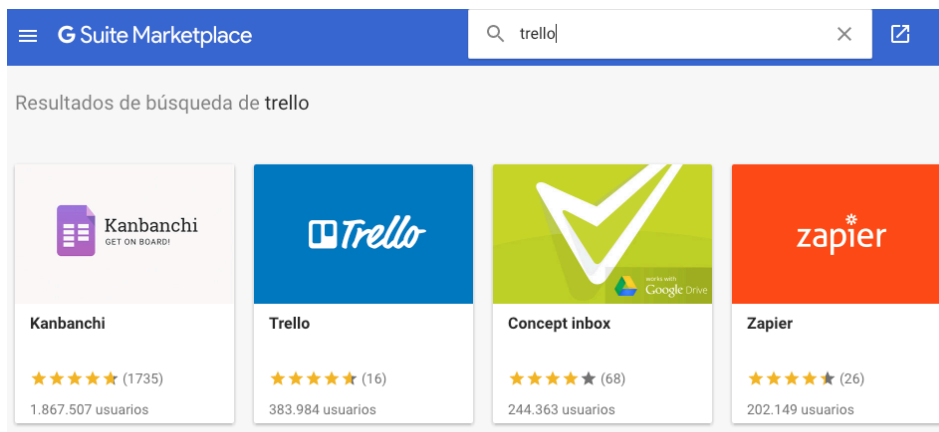 G Suite Marketplace
trello
Resultados de búsqueda de trello
Kanbanchi
GET ON BOARD!
Trello
works with
Google Drive
zapier
Kanbanchi
Trello
Concept inbox
Zapier
(1735)
(16)
(68)
(26)
1.867.507 usuarios
383.984 usuarios
244.363 usuarios
202.149 usuarios